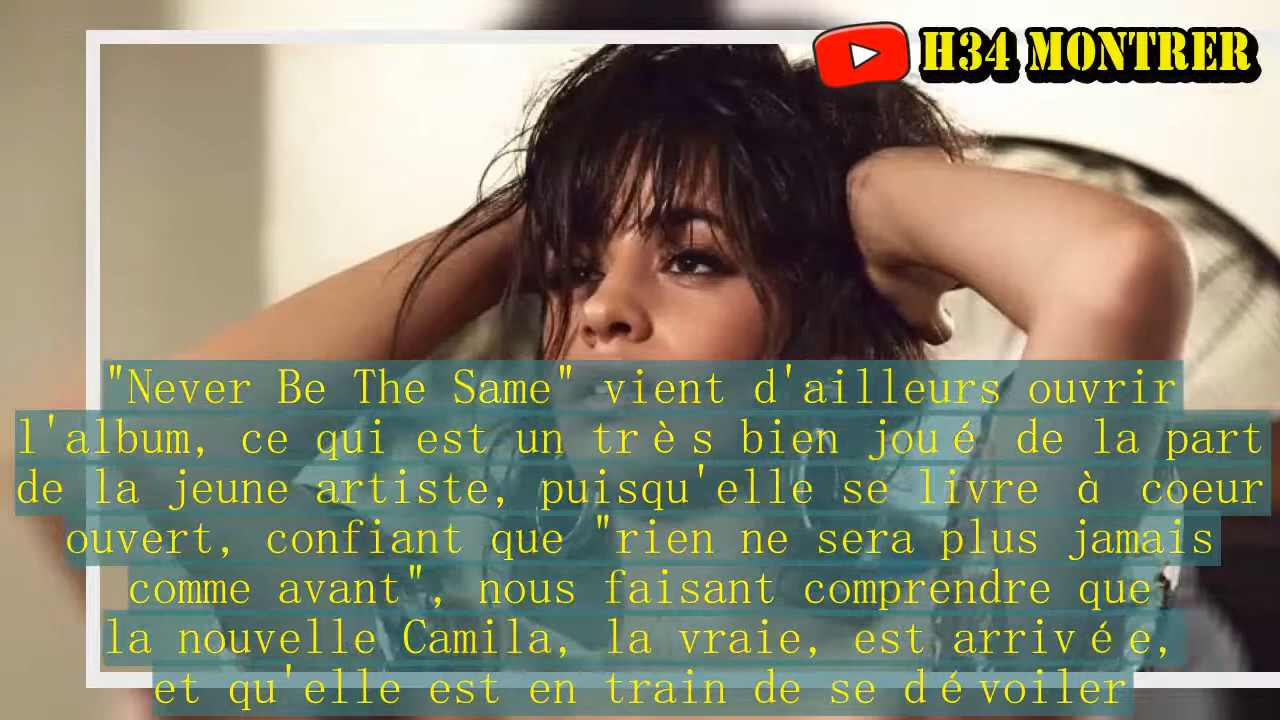 H34 MONTRER
"Never Be The Same" vient d'ailleurs ouvrir
l'album, ce qui est un très bien joué de la part
de la jeune artiste, puisqu'elle se livre à coeur
ouvert, confiant que "rien ne sera plus jamais
comme avant", nous faisant comprendre que
la nouvelle Camila, la vraie, est arrivée,
et qu'elle est en train de se dévoiler